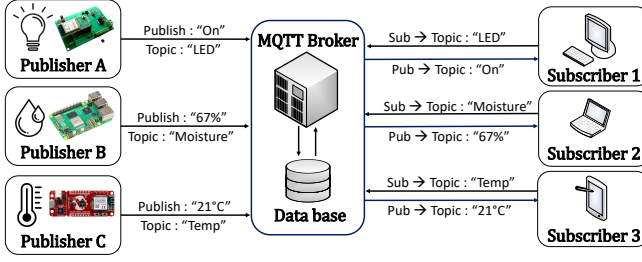 Publish : “On”
Topic : “LED”
Publisher A
Publish : “67%”
Topic : “Moisture”
Publisher B
Publish : “21°C”
Topic : “Temp”
Publisher C
MQTT Broker
Data base
Sub → Topic : “LED”
Pub → Topic : “On”
Subscriber 1
Sub → Topic : “Moisture”
Pub → Topic : “67%”
Subscriber 2
Sub → Topic : “Temp”
Pub → Topic : “21°C”
Subscriber 3